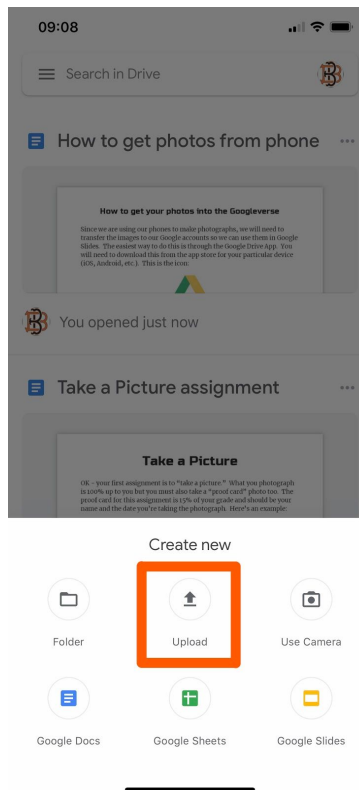 09:08
Search in Drive
How to get photos from phone
How to get your photos into the Googleverse
Since we are using our phones to make photographs, we will need to
transfer the images to our Google accounts so we can use them in Google
Slides. The easiest way to do this is through the Google Drive App. You
will need to download this from the app store for your particular device
(iOS, Android, etc.). This is the icon:
You opened just now
Take a Picture assignment
Take a Picture
OK - your first assignment is to "take a picture." What you photograph
is 100% up to you but you must also take a "proof card" photo too. The
proof card for this assignment is 15% of your grade and should be your
name and the date you're taking the photograph. Here's an example:
Create new
Folder
Upload
Use Camera
Google Docs
Google Sheets
Google Slides